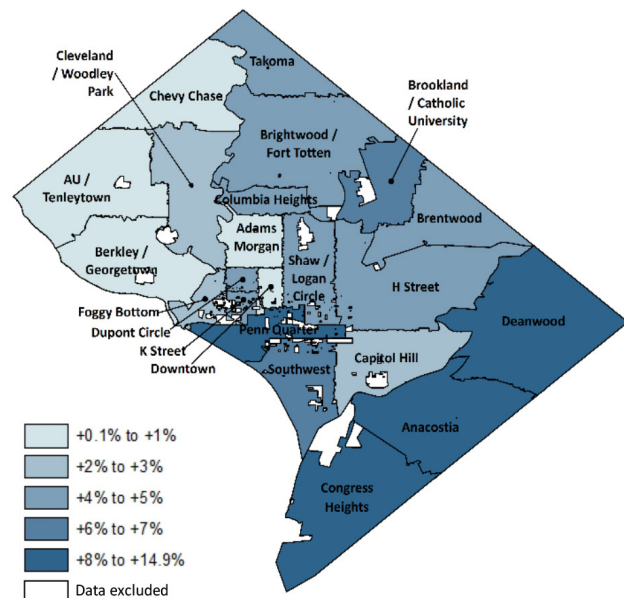 Cleveland
/ Woodley
Park
Takoma
Chevy Chase
Brookland
/ Catholic
University
Brightwood /
Fort Totten
AU /
Tenleytown
Columbia Heights
Brentwood
Adams
Morgan
Berkley /
Georgetown
Shaw /
Logan
Circle
H Street
Foggy Bottom
Dupont Circle
K Street
Downtown
Penn Quarter
Deanwood
Capitol Hill
Southwest
Anacostia
Congress
Heights
+0.1% to +1%
+2% to +3%
+4% to +5%
+6% to +7%
+8% to +14.9%
Data excluded